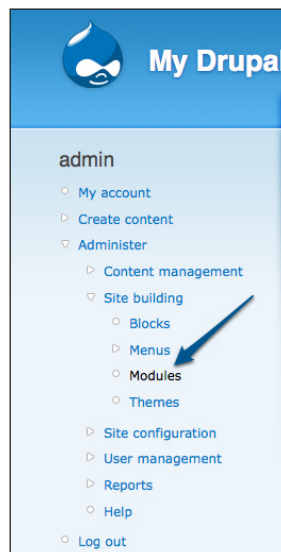 My Drupal
admin
My account
Create content
Administer
Content management
Site building
Blocks
Menus
Modules
Themes
Site configuration
User management
Reports
Help
Log out